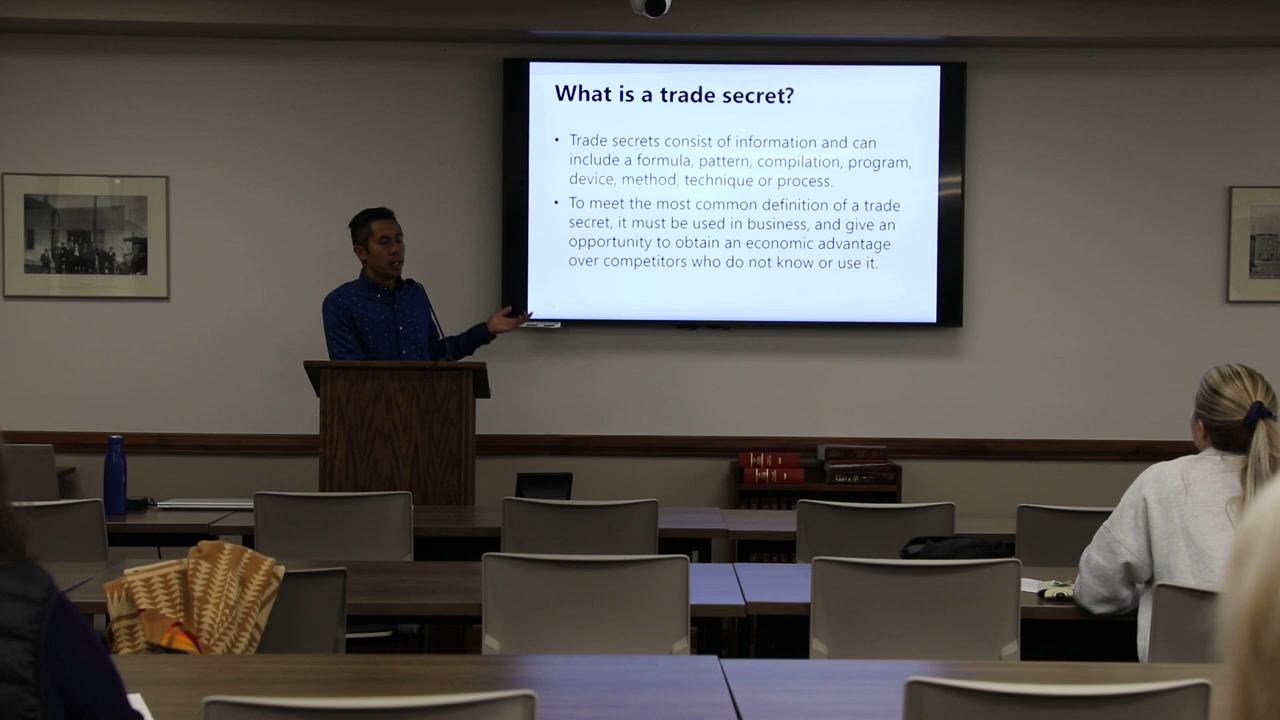 What is a trade secret?
• Trade secrets consist of information and can
include a formula, pattern, compilation, program,
device, method, technique or process.
• To meet the most common definition of a trade
secret, it must be used in business, and give an
opportunity to obtain an economic advantage
over competitors who do not know or use it.